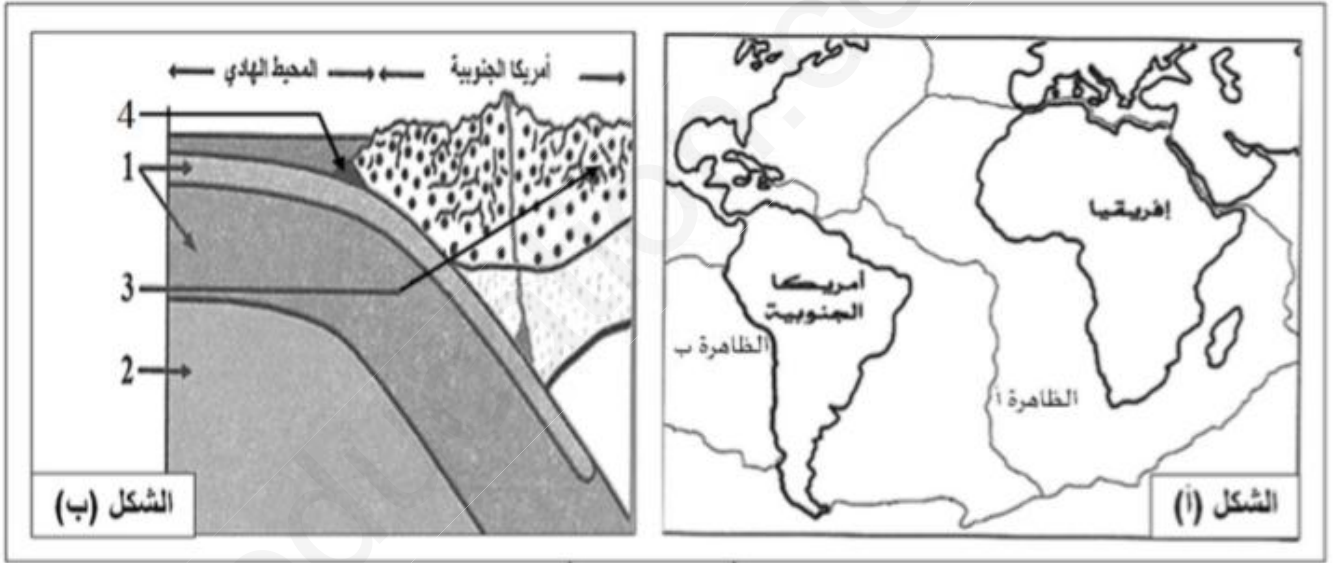 أمريكا الجنوبية
المحيط الهادي
4
1
3
2
الشكل (ب)
إفريقيا
أمريكا
الجنوبية
الظاهرة ب
الظاهرة أ
الشكل (أ)